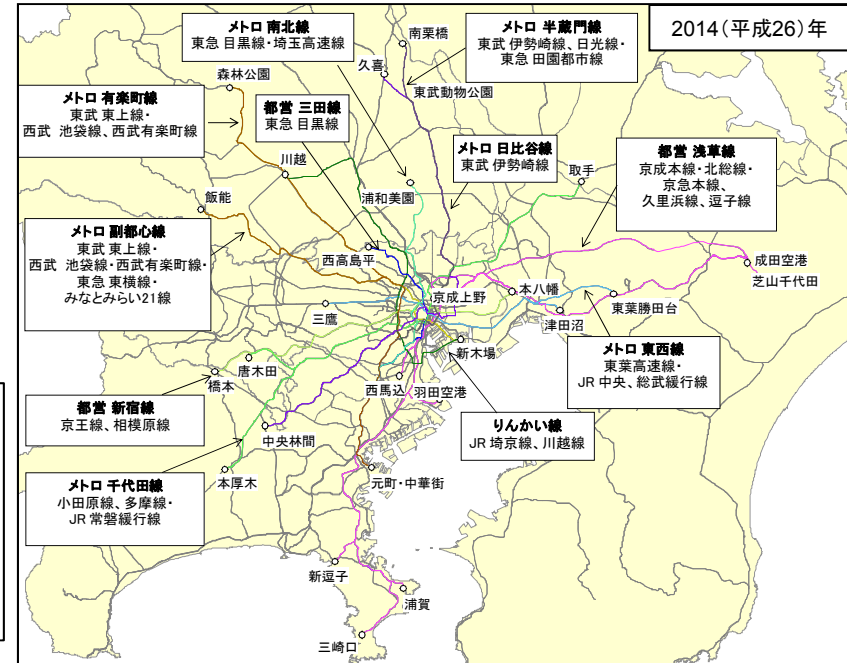 2014(平成26)年
メトロ 南北線
東急 目黒線・埼玉高速線
メトロ 半蔵門線
東武 伊勢崎線、日光線・
東急 田園都市線
メトロ 有楽町線
東武 東上線・
西武 池袋線、西武有楽町線
都営 三田線
東急 目黒線
メトロ 日比谷線
東武 伊勢崎線
都営 浅草線
京成本線・北総線・
京急本線、
久里浜線、逗子線
メトロ 副都心線
東武 東上線・
西武 池袋線・西武有楽町線・
東急 東横線・
みなとみらい21線
メトロ 東西線
東葉高速線・
JR 中央、総武緩行線
都営 新宿線
京王線、相模原線
りんかい線
JR 埼京線、川越線
メトロ 千代田線
小田原線、多摩線・
JR 常磐緩行線
南栗橋
久喜
東武動物公園
森林公園
川越
飯能
浦和美園
取手
西高島平
成田空港
芝山千代田
京成上野
本八幡
東葉勝田台
津田沼
三鷹
新木場
唐木田
橋本
西馬込
羽田空港
中央林間
本厚木
元町・中華街
新逗子
浦賀
三崎口